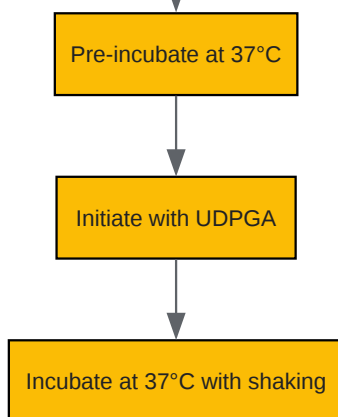 Pre-incubate at 37°C
Initiate with UDPGA
Incubate at 37°C with shaking